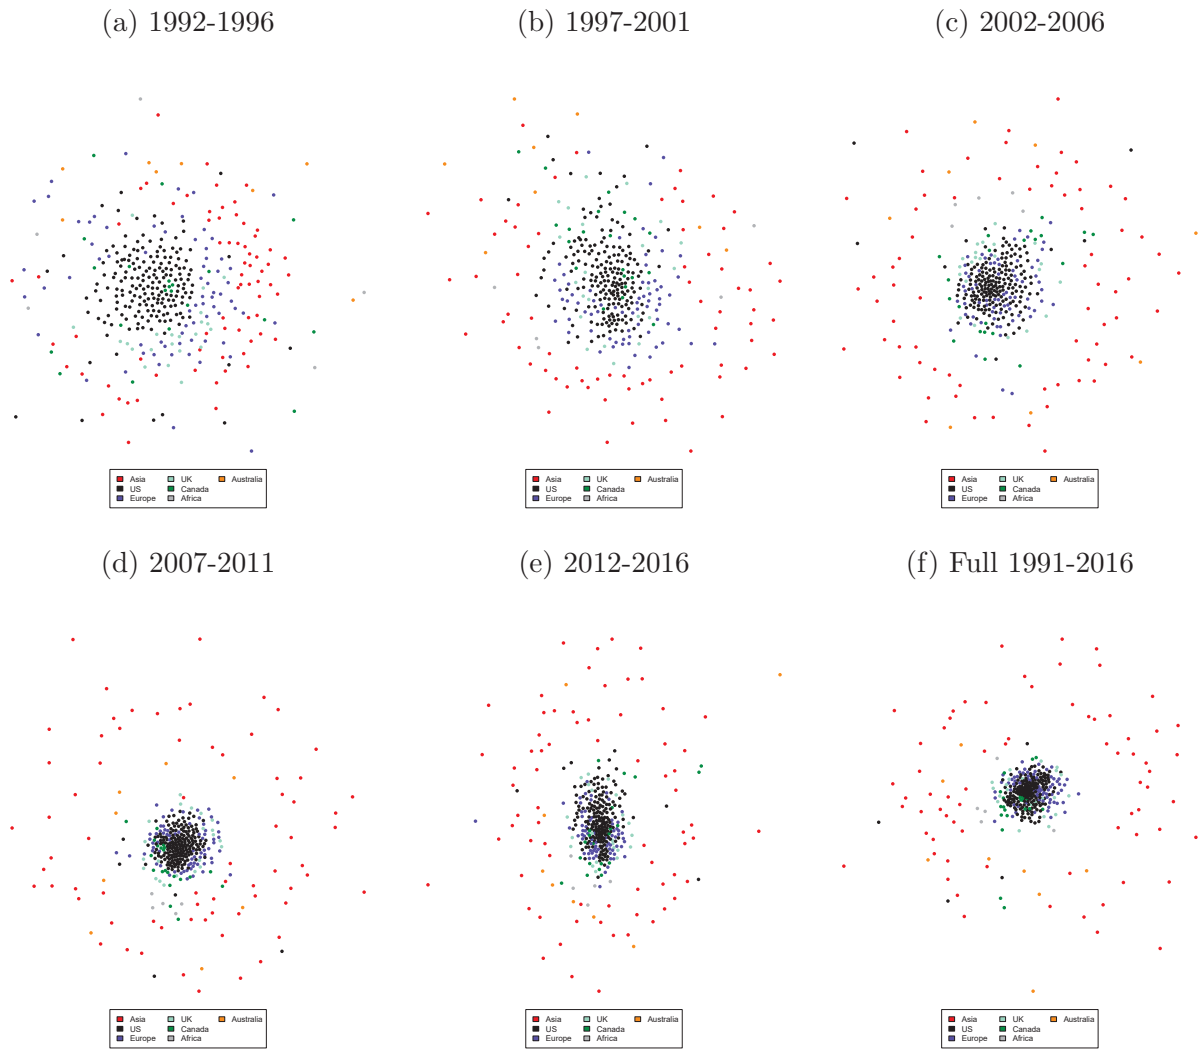 (a) 1992-1996
(b) 1997-2001
(c) 2002-2006
Asia UK Australia
US Canada
Europe Africa
Asia UK Australia
US Canada
Europe Africa
Asia UK Australia
US Canada
Europe Africa
(d) 2007-2011
(e) 2012-2016
(f) Full 1991-2016
Asia UK Australia
US Canada
Europe Africa
Asia UK Australia
US Canada
Europe Africa
Asia UK Australia
US Canada
Europe Africa